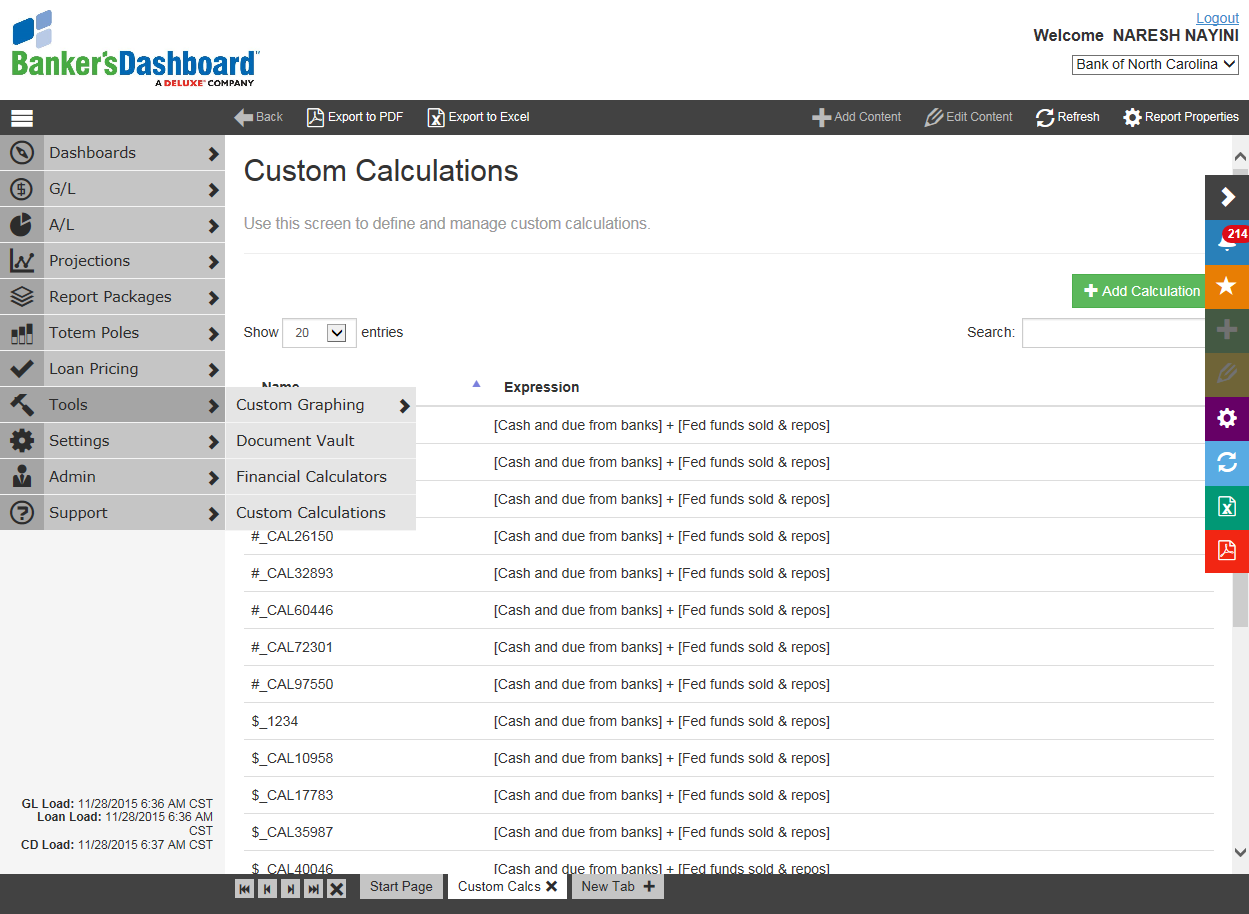 Logout
Welcome NARESH NAYINI
Banker'sDashboard
A DELUXE COMPANY
Bank of North Carolina
Back Export to PDF Export to Excel Add Content Edit Content Refresh Report Properties
Dashboards
G/L
A/L
Projections
Report Packages
Totem Poles
Loan Pricing
Tools
Settings
Admin
Support
Custom Graphing
Document Vault
Financial Calculators
Custom Calculations
GL Load: 11/28/2015 6:36 AM CST
Loan Load: 11/28/2015 6:36 AM
CST
CD Load: 11/28/2015 6:37 AM CST
Custom Calculations
Use this screen to define and manage custom calculations.
214
Add Calculation
Show 20 entries Search:
Name Expression
[Cash and due from banks] + [Fed funds sold & repos]
[Cash and due from banks] + [Fed funds sold & repos]
[Cash and due from banks] + [Fed funds sold & repos]
#_CAL26150 [Cash and due from banks] + [Fed funds sold & repos]
#_CAL32893 [Cash and due from banks] + [Fed funds sold & repos]
#_CAL60446 [Cash and due from banks] + [Fed funds sold & repos]
#_CAL72301 [Cash and due from banks] + [Fed funds sold & repos]
#_CAL97550 [Cash and due from banks] + [Fed funds sold & repos]
$_1234 [Cash and due from banks] + [Fed funds sold & repos]
$_CAL10958 [Cash and due from banks] + [Fed funds sold & repos]
$_CAL17783 [Cash and due from banks] + [Fed funds sold & repos]
$_CAL35987 [Cash and due from banks] + [Fed funds sold & repos]
$_CAL40046 [Cash and due from banks] + [Fed funds sold & repos]
Start Page Custom Calcs New Tab